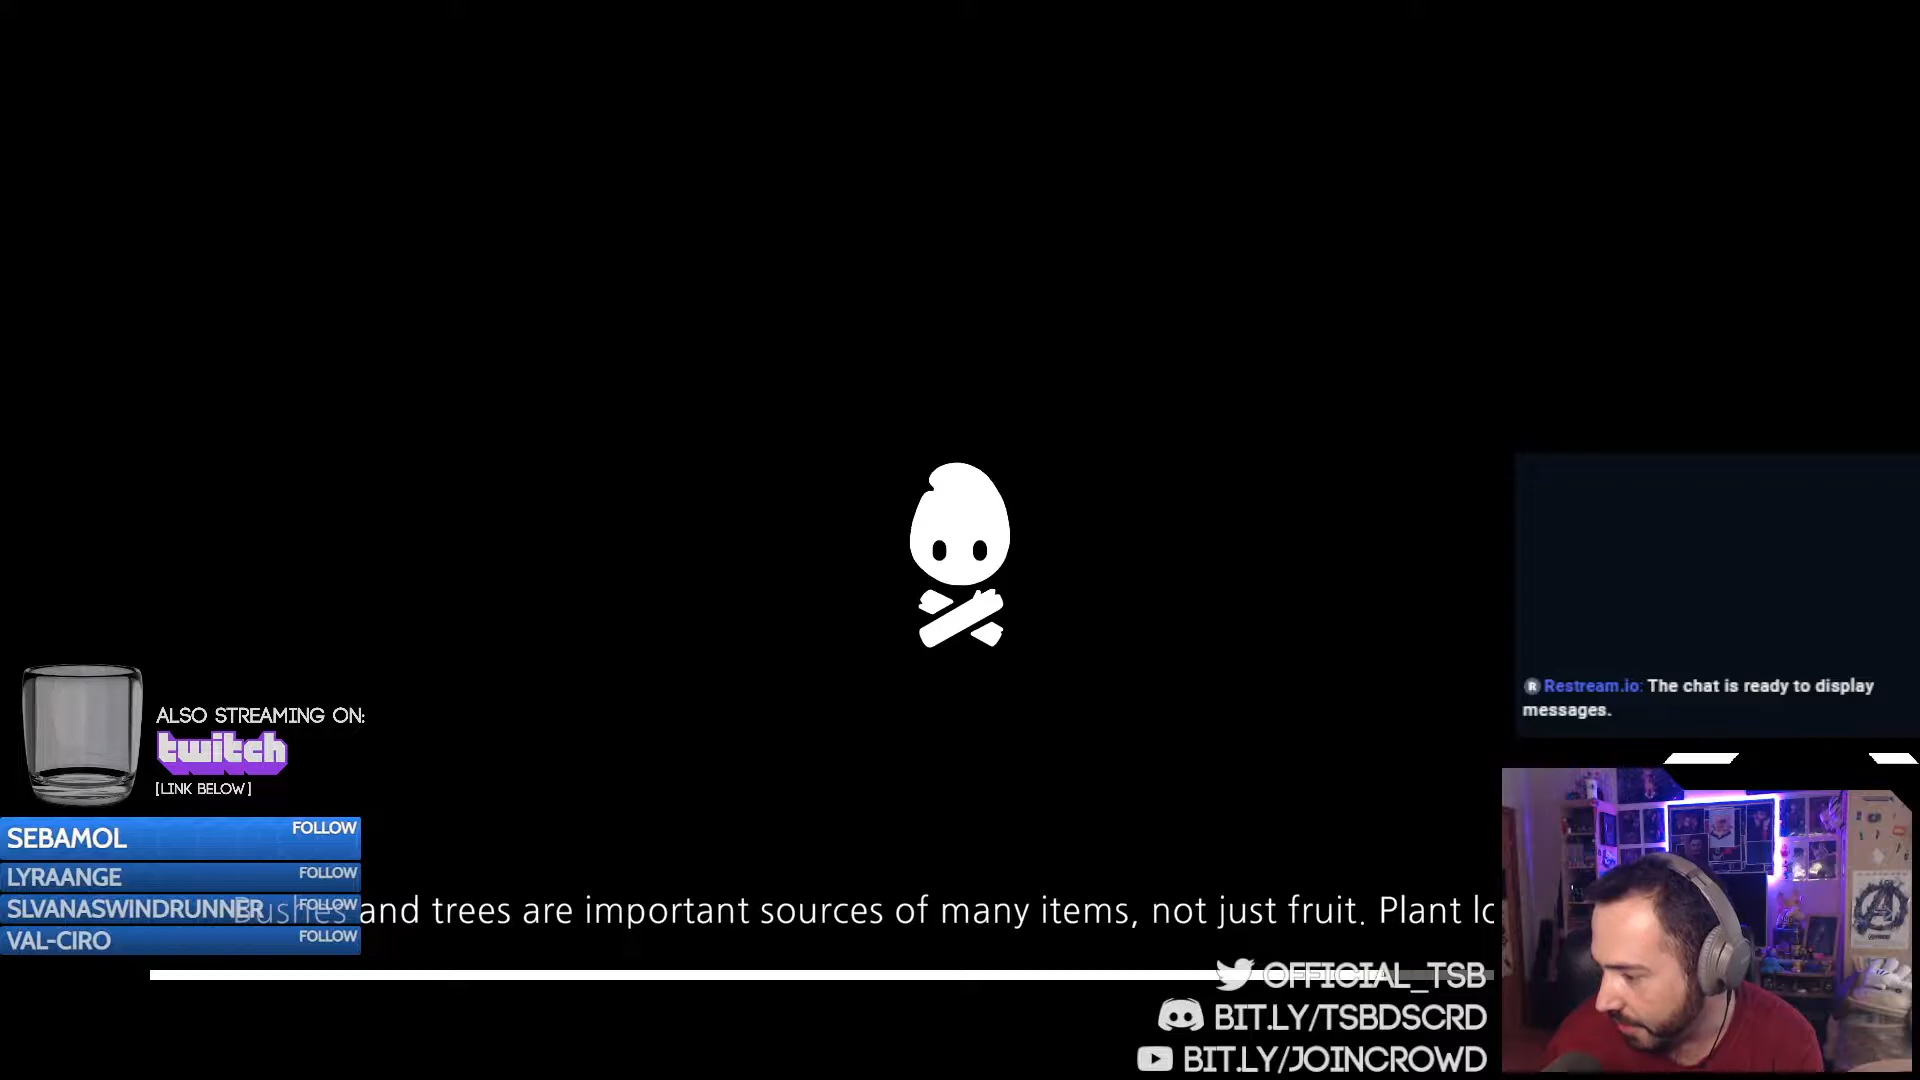 R Restream.io: The chat is ready to display
messages.
ALSO STREAMING ON:
twitch
[LINK BELOW]
SEBAMOL FOLLOW
LYRAANGE FOLLOW
SLVANASWINDRUNNER FOLLOW
VAL-CIRO FOLLOW
Bushes and trees are important sources of many items, not just fruit. Plant lo
OFFICIAL_TSB
BIT.LY/TSBDSCRD
BIT.LY/JOINCROWD